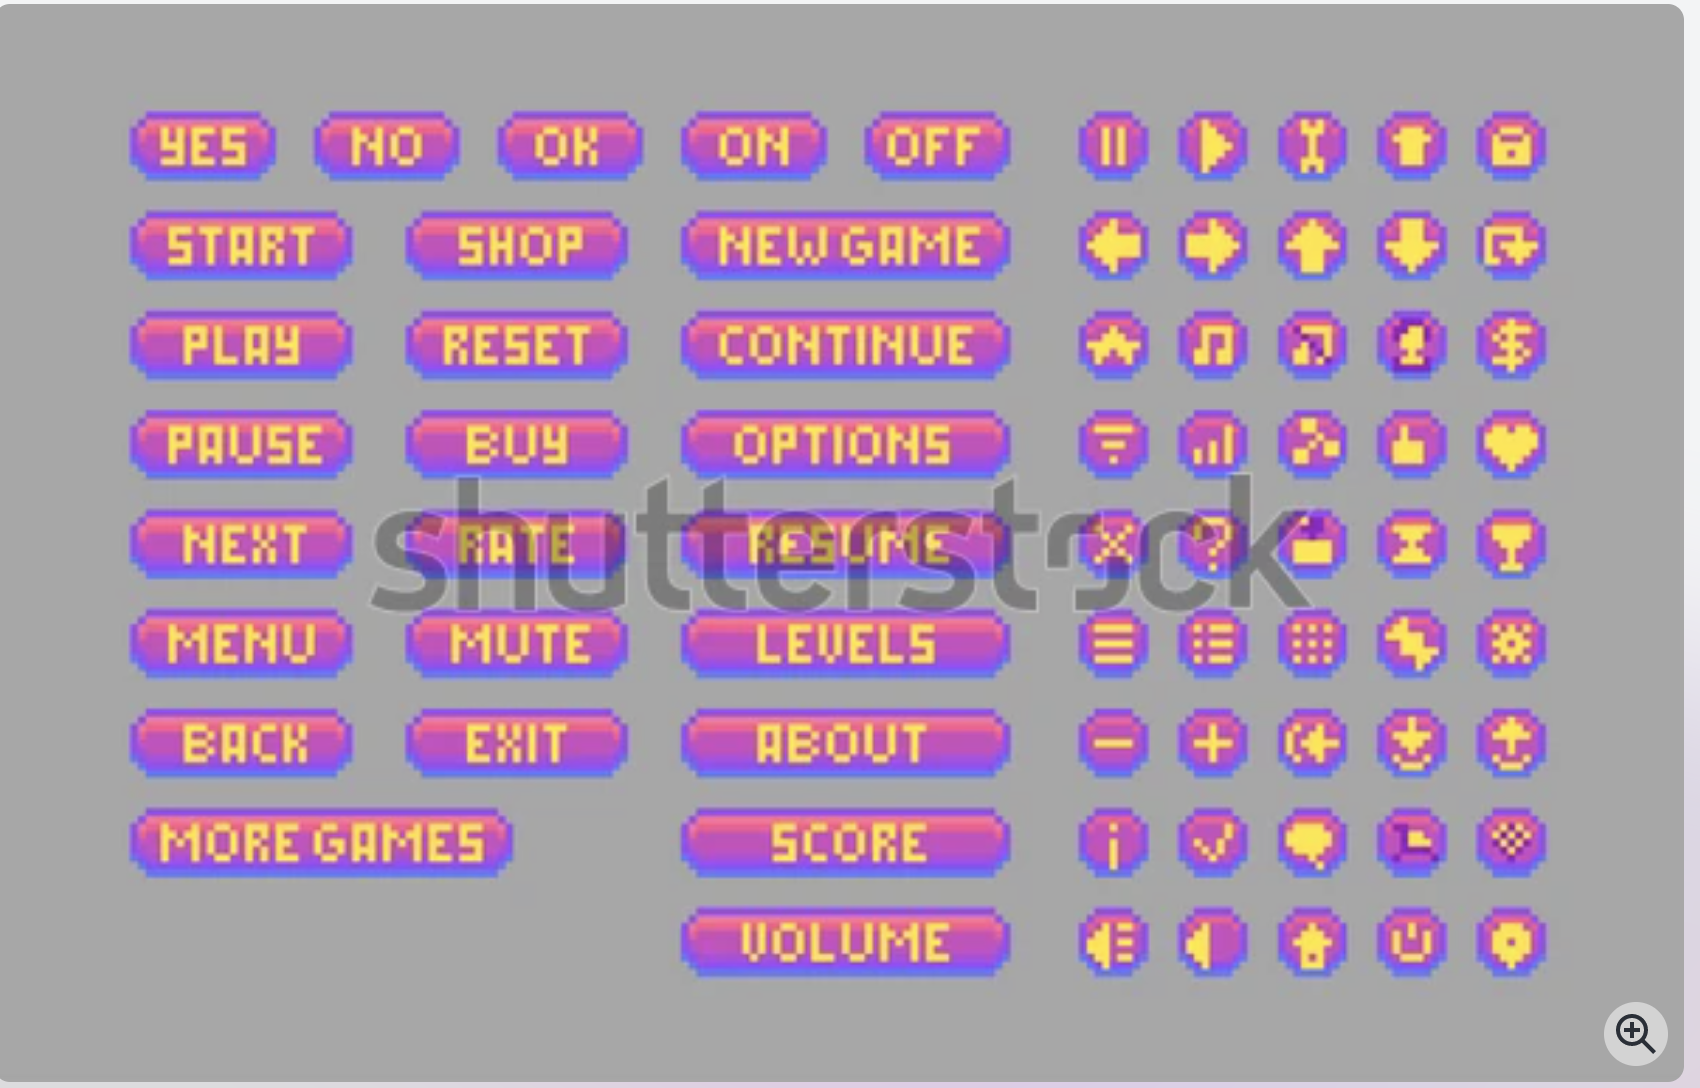 YES NO OK ON OFF
START SHOP NEW GAME
PLAY RESET CONTINUE
PAUSE BUY OPTIONS
shutterstock
NEXT RATE RESUME
MENU MUTE LEVELS
BACK EXIT ABOUT
MORE GAMES SCORE
VOLUME